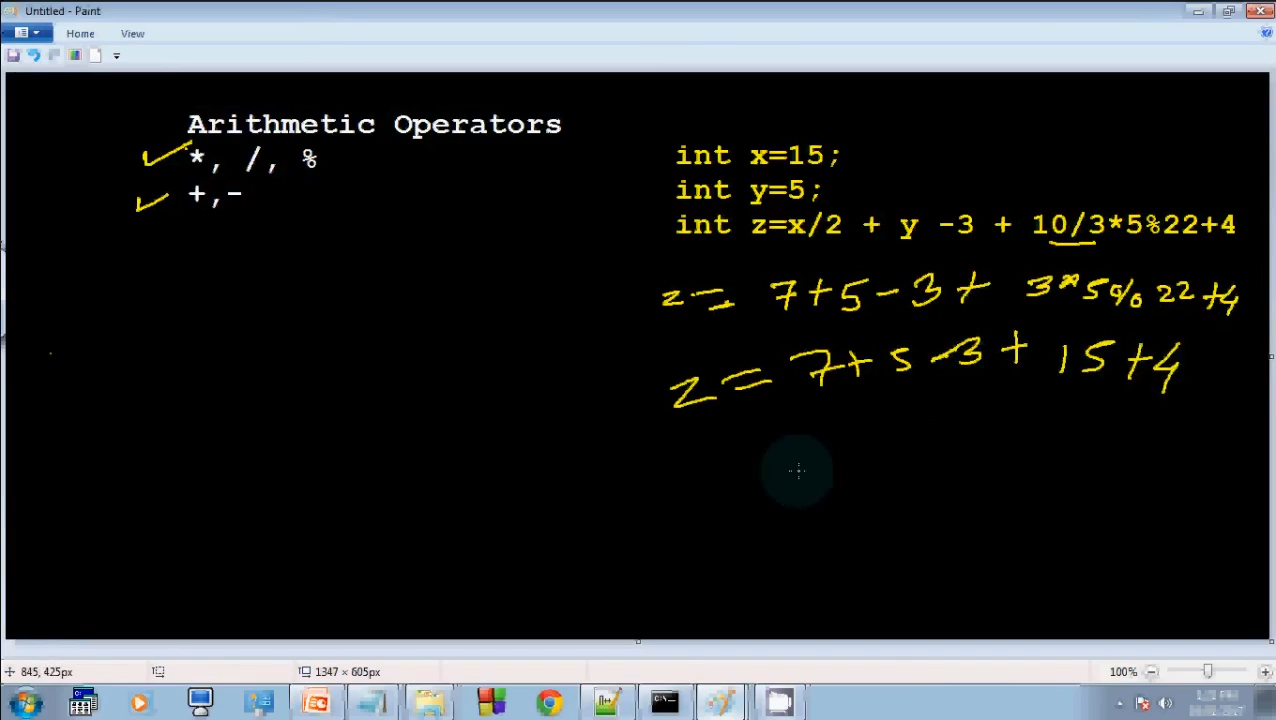 Untitled - Paint
Home View
Arithmetic Operators
*, /, %
+,-
int x=15;
int y=5;
int z=x/2 + y -3 + 10/3*5%22+4
z= 7+5-3+ 3*5% 22 +4
z= 7+5-3+ 15+4
845, 425px
1347 × 605px
100%